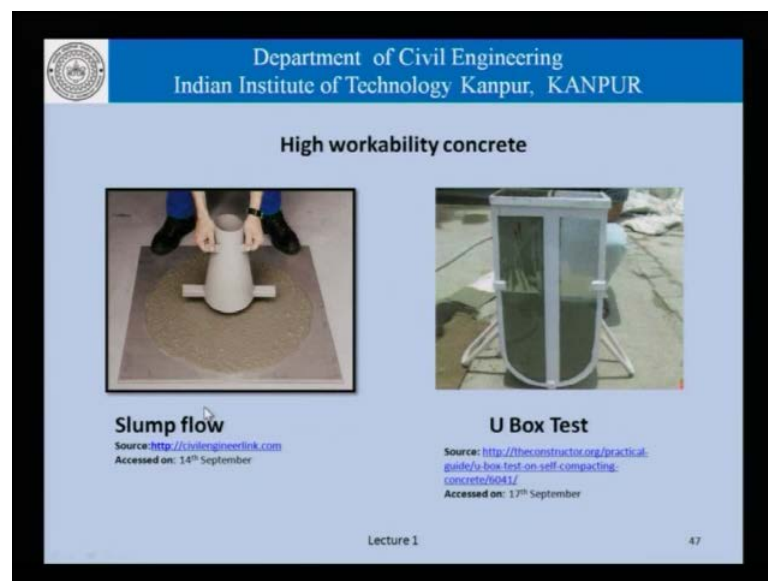 Department of Civil Engineering
Indian Institute of Technology Kanpur, KANPUR
High workability concrete
Slump flow
Source:http://civilengineerlink.com
Accessed on: 14th September
U Box Test
Source: http://theconstructor.org/practical-
guide/u-box-test-on-self-compacting-
concrete/6041/
Accessed on: 17th September
Lecture 1
47